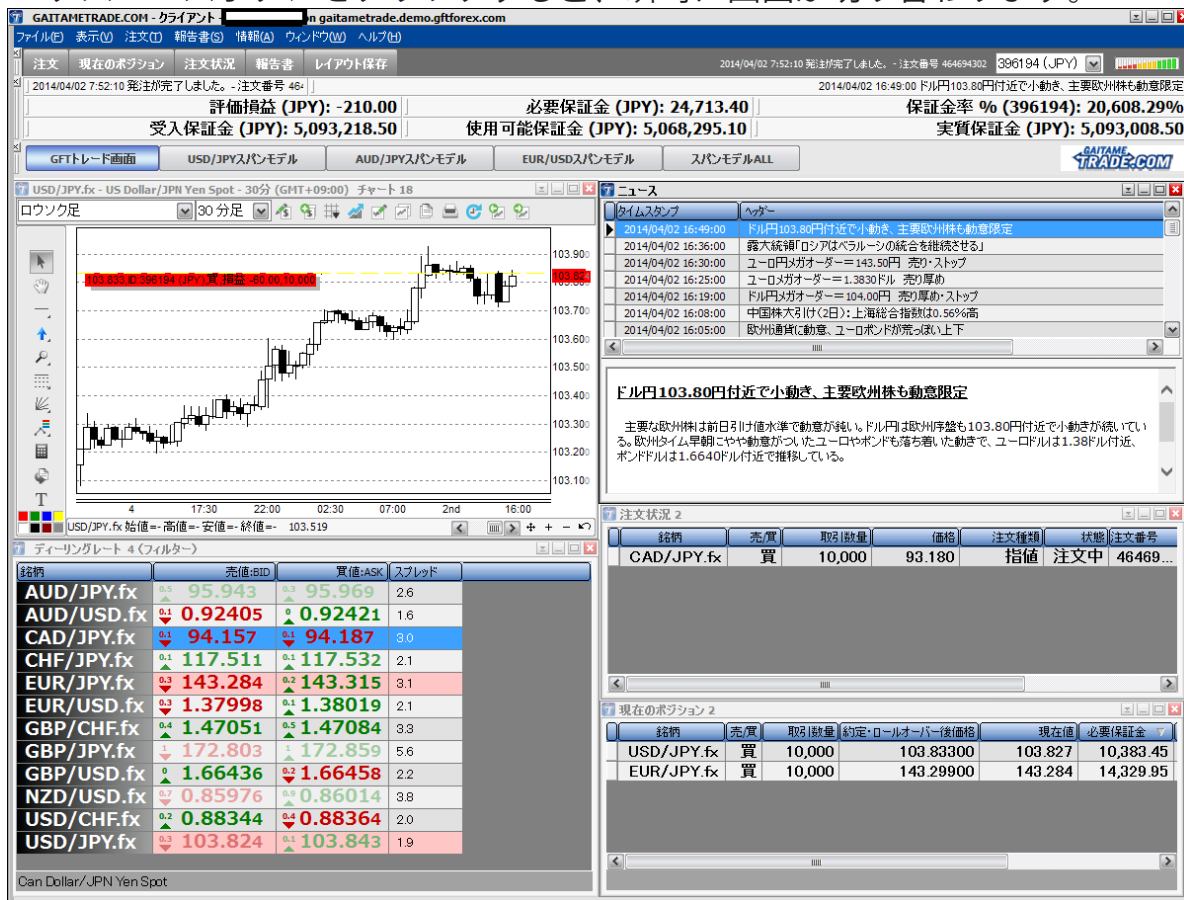 GAITAMETRADE.COM - クライアント - n gaitametrade.demo.gftforex.com
ファイル(F) 表示(V) 注文(T) 報告書(S) 情報(A) ウィンドウ(W) ヘルプ(H)
注文 現在のポジション 注文状況 報告書 レイアウト保存 2014/04/02 7:52:10 発注が完了しました。- 注文番号 464694302 396194 (JPY)
2014/04/02 7:52:10 発注が完了しました。- 注文番号 46 2014/04/02 16:49:00 ドル円103.80円付近で小動き、主要欧州株も動意限定
評価損益 (JPY): -210.00 必要保証金 (JPY): 24,713.40 保証金率 % (396194): 20,608.29%
受入保証金 (JPY): 5,093,218.50 使用可能保証金 (JPY): 5,068,295.10 実質保証金 (JPY): 5,093,008.50
GFTトレード画面 USD/JPYスパンモデル AUD/JPYスパンモデル EUR/USDスパンモデル スパンモデルALL GAITAME TRADE.COM
USD/JPY.fx - US Dollar/JPN Yen Spot - 30分 (GMT+09:00) チャート 18
ロウソク足 30 分足
103.833,ID:396194 (JPY),買,損益 -60.00,10,000
103.900
103.82
103.700
103.600
103.500
103.400
103.300
103.200
103.100
T
4 17:30 22:00 02:30 07:00 2nd 16:00
USD/JPY.fx 始値=- 高値=- 安値=- 終値=- 103.519
ニュース
タイムスタンプ ヘッダー
2014/04/02 16:49:00 ドル円103.80円付近で小動き、主要欧州株も動意限定
2014/04/02 16:36:00 露大統領「ロシアはベラルーシの統合を継続させる」
2014/04/02 16:30:00 ユーロ円メガオーダー=143.50円 売り・ストップ
2014/04/02 16:25:00 ユーロメガオーダー=1.3830ドル 売り厚め
2014/04/02 16:19:00 ドル円メガオーダー=104.00円 売り厚め・ストップ
2014/04/02 16:08:00 中国株大引け(2日):上海総合指数は0.56%高
2014/04/02 16:05:00 欧州通貨に動意、ユーロポンドが荒っぽい上下
ドル円103.80円付近で小動き、主要欧州株も動意限定
主要な欧州株は前日引け値水準で動意が鈍い。ドル円は欧州序盤も103.80円付近で小動きが続いてい
る。欧州タイム早朝にやや動意がついたユーロやポンドも落ち着いた動きで、ユーロドルは1.38ドル付近、
ポンドドルは1.6640ドル付近で推移している。
注文状況 2
銘柄 売/買 取引数量 価格 注文種類 状態 注文番号
CAD/JPY.fx 買 10,000 93.180 指値 注文中 46469...
ディーリングレート 4 (フィルター)
銘柄 売値:BID 買値:ASK スプレッド
AUD/JPY.fx 0.5 95.943 0.3 95.969 2.6
AUD/USD.fx 0.1 0.92405 0 0.92421 1.6
CAD/JPY.fx 0.1 94.157 0.1 94.187 3.0
CHF/JPY.fx 0.1 117.511 0.1 117.532 2.1
EUR/JPY.fx 0.3 143.284 0.2 143.315 3.1
EUR/USD.fx 0.3 1.37998 0.1 1.38019 2.1
GBP/CHF.fx 0.4 1.47051 0.5 1.47084 3.3
GBP/JPY.fx 1 172.803 1 172.859 5.6
GBP/USD.fx 0 1.66436 0.2 1.66458 2.2
NZD/USD.fx 0.7 0.85976 0.9 0.86014 3.8
USD/CHF.fx 0.2 0.88344 0.4 0.88364 2.0
USD/JPY.fx 0.3 103.824 0.1 103.843 1.9
Can Dollar/JPN Yen Spot
現在のポジション 2
銘柄 売/買 取引数量 約定・ロールオーバー後価格 現在値 必要保証金
USD/JPY.fx 買 10,000 103.83300 103.827 10,383.45
EUR/JPY.fx 買 10,000 143.29900 143.284 14,329.95